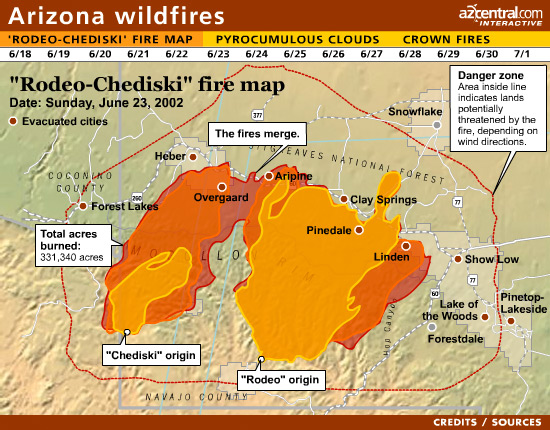 Arizona wildfires
azcentral.com
INTERACTIVE
'RODEO-CHEDISKI' FIRE MAP
PYROCUMULOUS CLOUDS
CROWN FIRES
6/18 6/19 6/20 6/21 6/22 6/23 6/24 6/25 6/26 6/27 6/28 6/29 6/30 7/1
"Rodeo-Chediski" fire map
Date: Sunday, June 23, 2002
Evacuated cities
Danger zone
Area inside line
indicates lands
potentially
threatened by the
fire, depending on
wind directions.
377
Snowflake
The fires merge.
SITGREAVES NATIONAL FOREST
Heber
COCONINO
COUNTY
Aripine
Overgaard
260
Clay Springs
77
77
Forest Lakes
Pinedale
Total acres
burned:
331,340 acres
Linden
Show Low
60
77
Hop Canyon
Lake of
the Woods
Pinetop-
Lakeside
Forestdale
"Chediski" origin
"Rodeo" origin
NAVAJO COUNTY
CREDITS / SOURCES